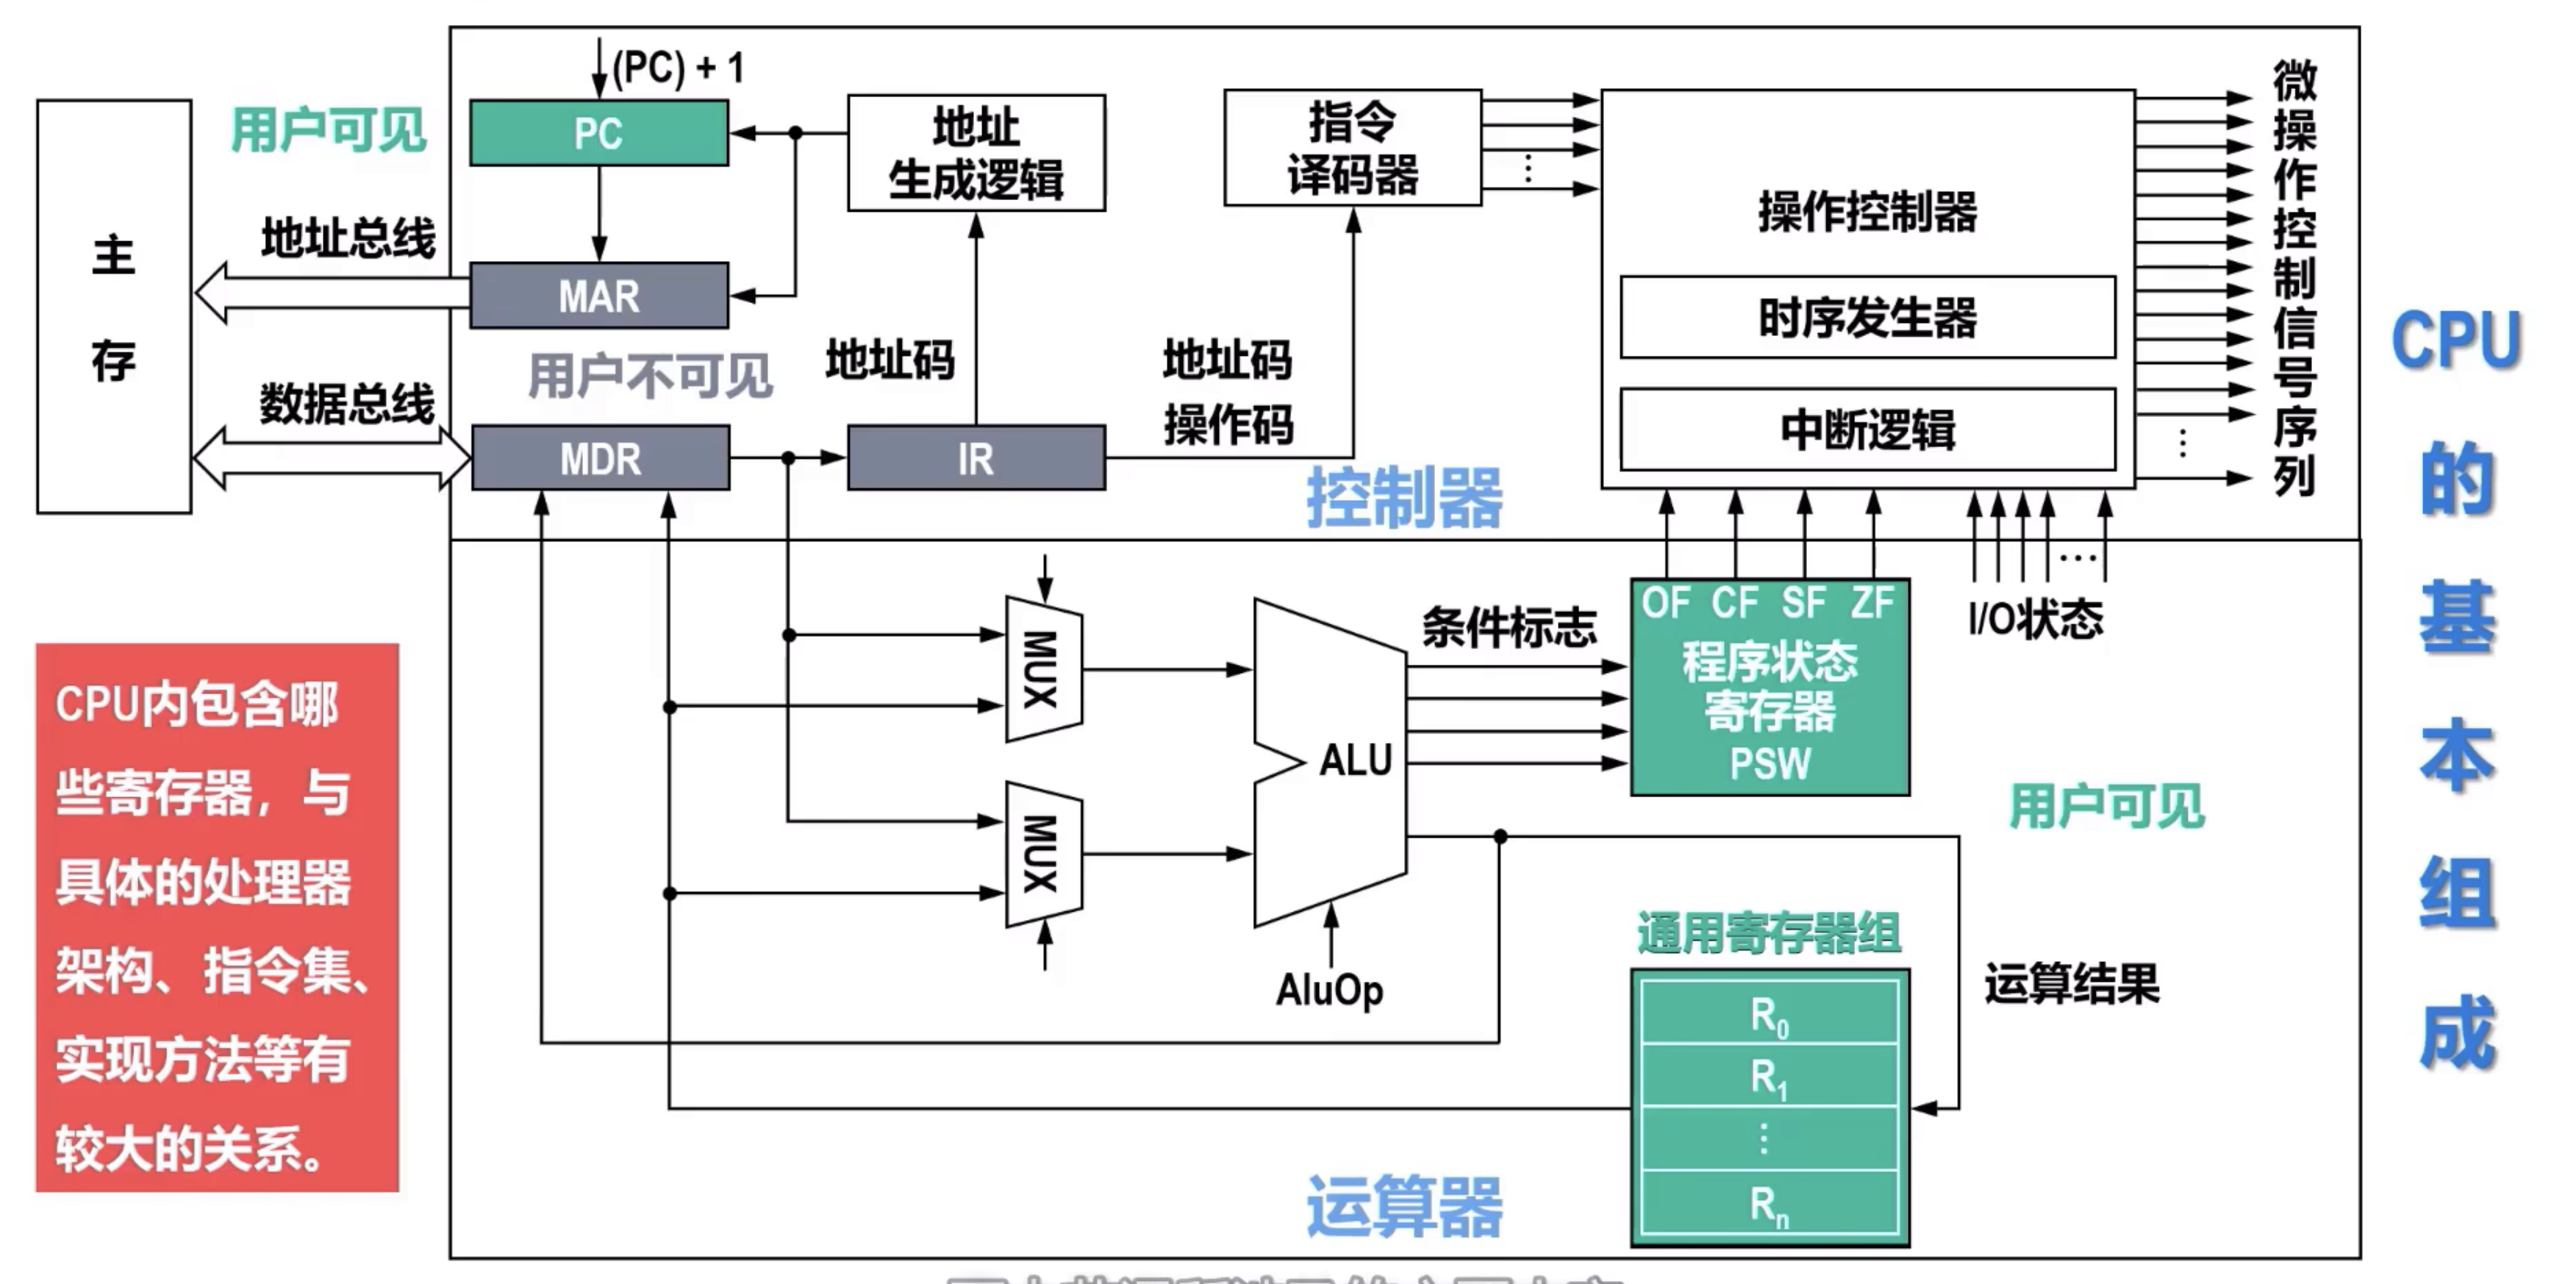 (PC) + 1
用户可见
PC
地址
生成逻辑
指令
译码器
⋮
操作控制器
时序发生器
中断逻辑
微操作控制信号序列
⋮
主存
地址总线
MAR
用户不可见
地址码
地址码
操作码
数据总线
MDR
IR
控制器
CPU的基本组成
CPU内包含哪
些寄存器，与
具体的处理器
架构、指令集、
实现方法等有
较大的关系。
MUX
MUX
ALU
AluOp
条件标志
OF CF SF ZF
程序状态
寄存器
PSW
…
I/O状态
用户可见
通用寄存器组
R0
R1
⋮
Rn
运算结果
运算器